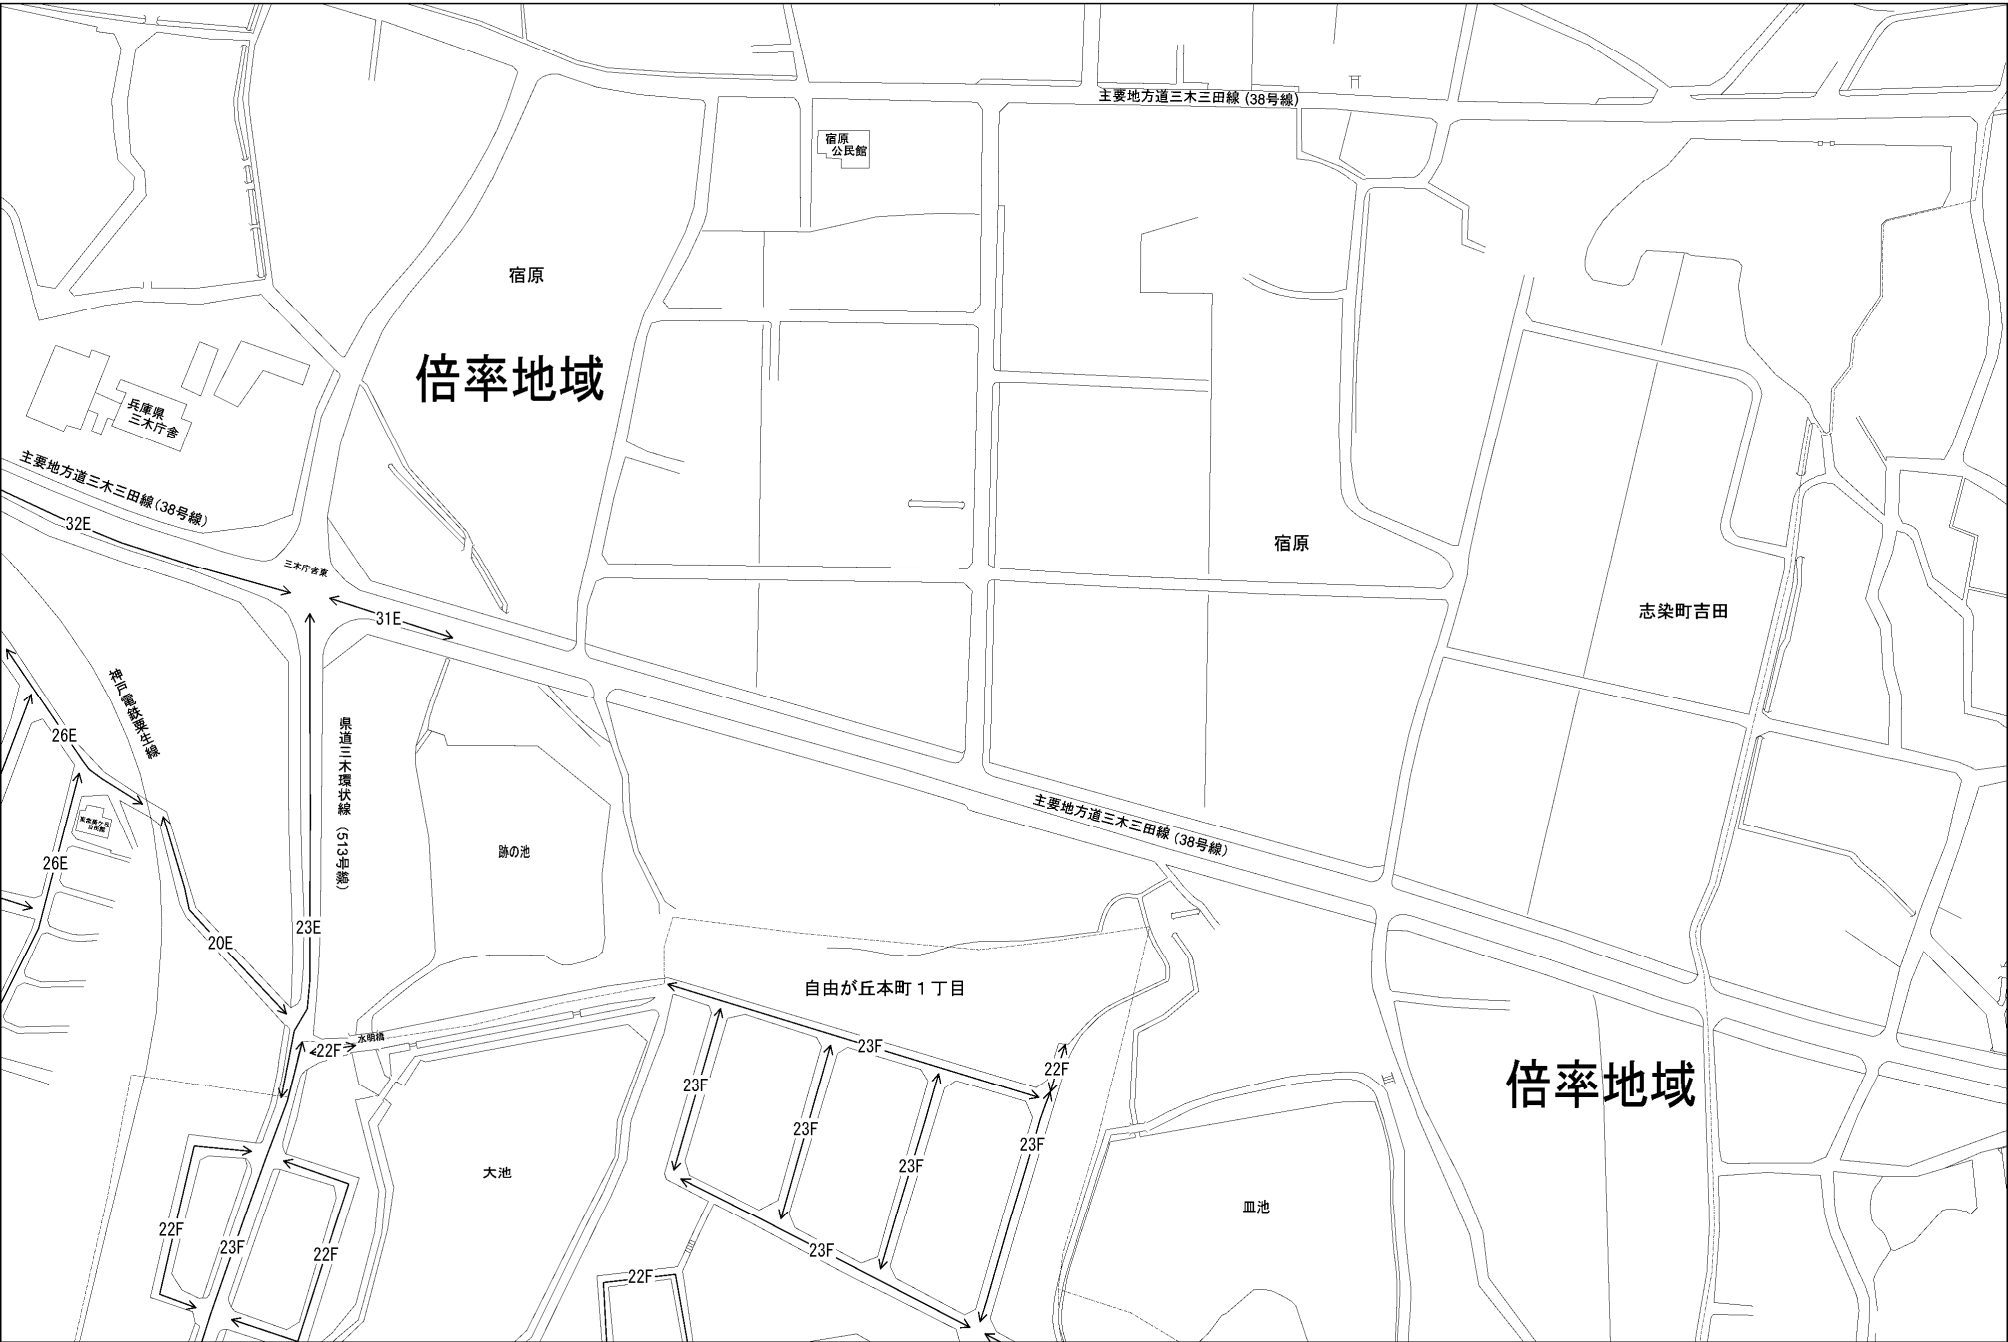 主要地方道三木三田線(38号線)
宿原
公民館
宿原
倍率地域
兵庫県
三木庁舎
主要地方道三木三田線(38号線)
32E
三木庁舎東
31E
宿原
志染町吉田
神戸電鉄粟生線
26E
県道三木環状線(513号線)
主要地方道三木三田線(38号線)
公民館
跡の池
26E
23E
20E
自由が丘本町1丁目
水明橋
22F
23F
22F
23F
倍率地域
23F
23F
23F
大池
皿池
22F
23F
22F
23F
22F